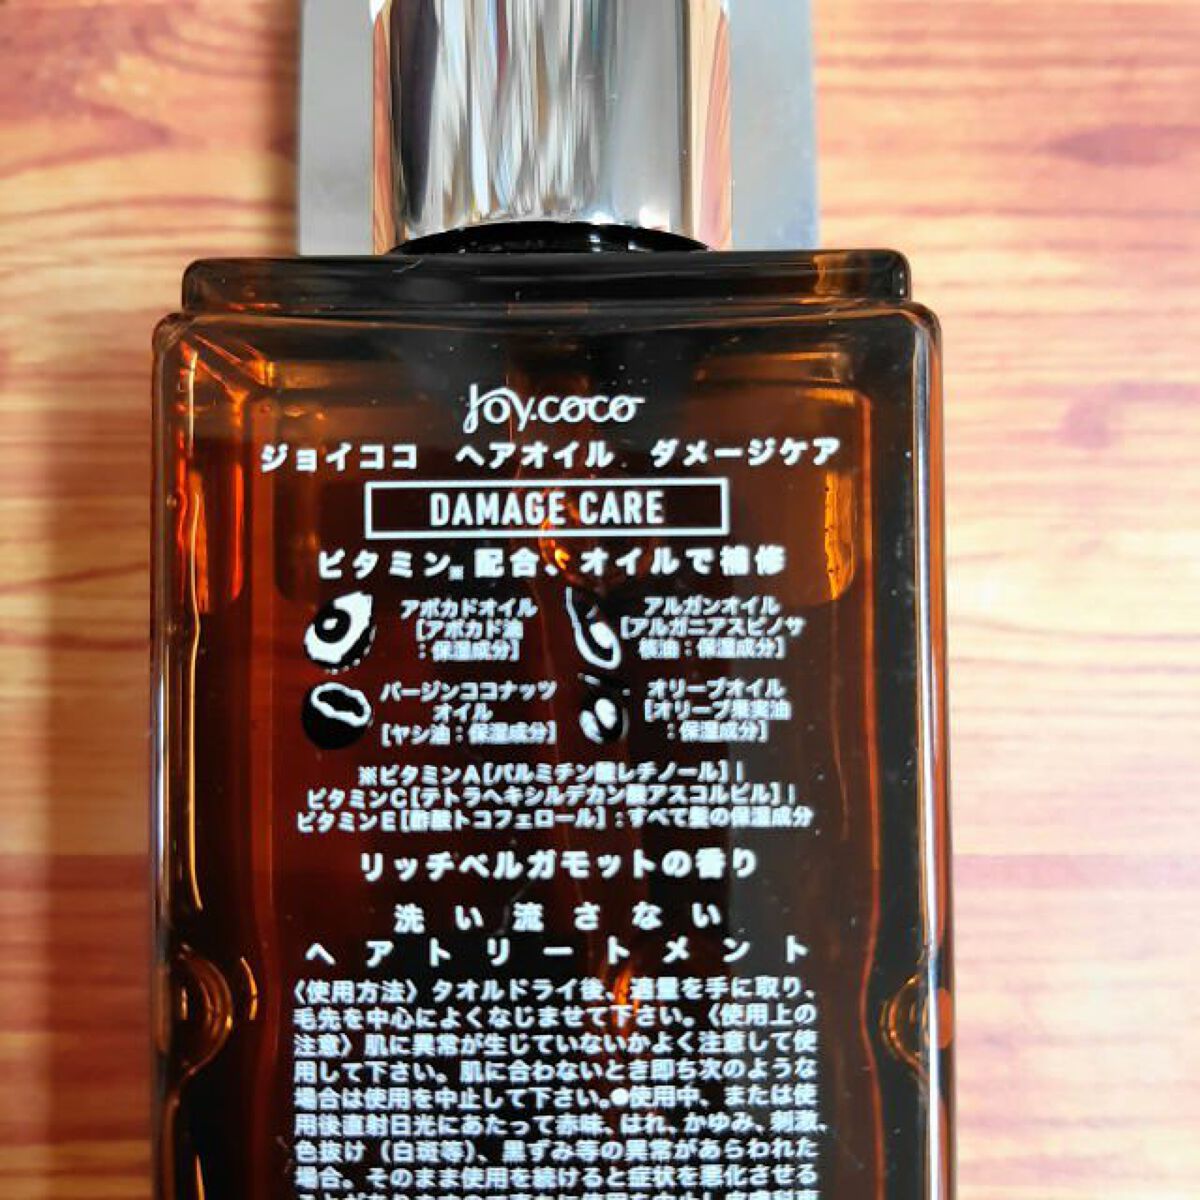 Joy.coco
ジョイココ ヘアオイル ダメージケア
DAMAGE CARE
ビタミン※配合、オイルで補修
アボカドオイル
[アボカド油
:保湿成分]
アルガンオイル
[アルガニアスピノサ
核油:保湿成分]
バージンココナッツ
オイル
[ヤシ油:保湿成分]
オリーブオイル
[オリーブ果実油
:保湿成分]
※ビタミンA[パルミチン酸レチノール]|
ビタミンC[テトラヘキシルデカン酸アスコルビル]|
ビタミンE[酢酸トコフェロール]:すべて髪の保湿成分
リッチベルガモットの香り
洗い流さない
ヘアトリートメント
〈使用方法〉タオルドライ後、適量を手に取り、
毛先を中心によくなじませて下さい。〈使用上の
注意〉肌に異常が生じていないかよく注意して使
用して下さい。肌に合わないとき即ち次のような
場合は使用を中止して下さい。●使用中、または使
用後直射日光にあたって赤味、はれ、かゆみ、刺激、
色抜け(白斑等)、黒ずみ等の異常があらわれた
場合。そのまま使用を続けると症状を悪化させる